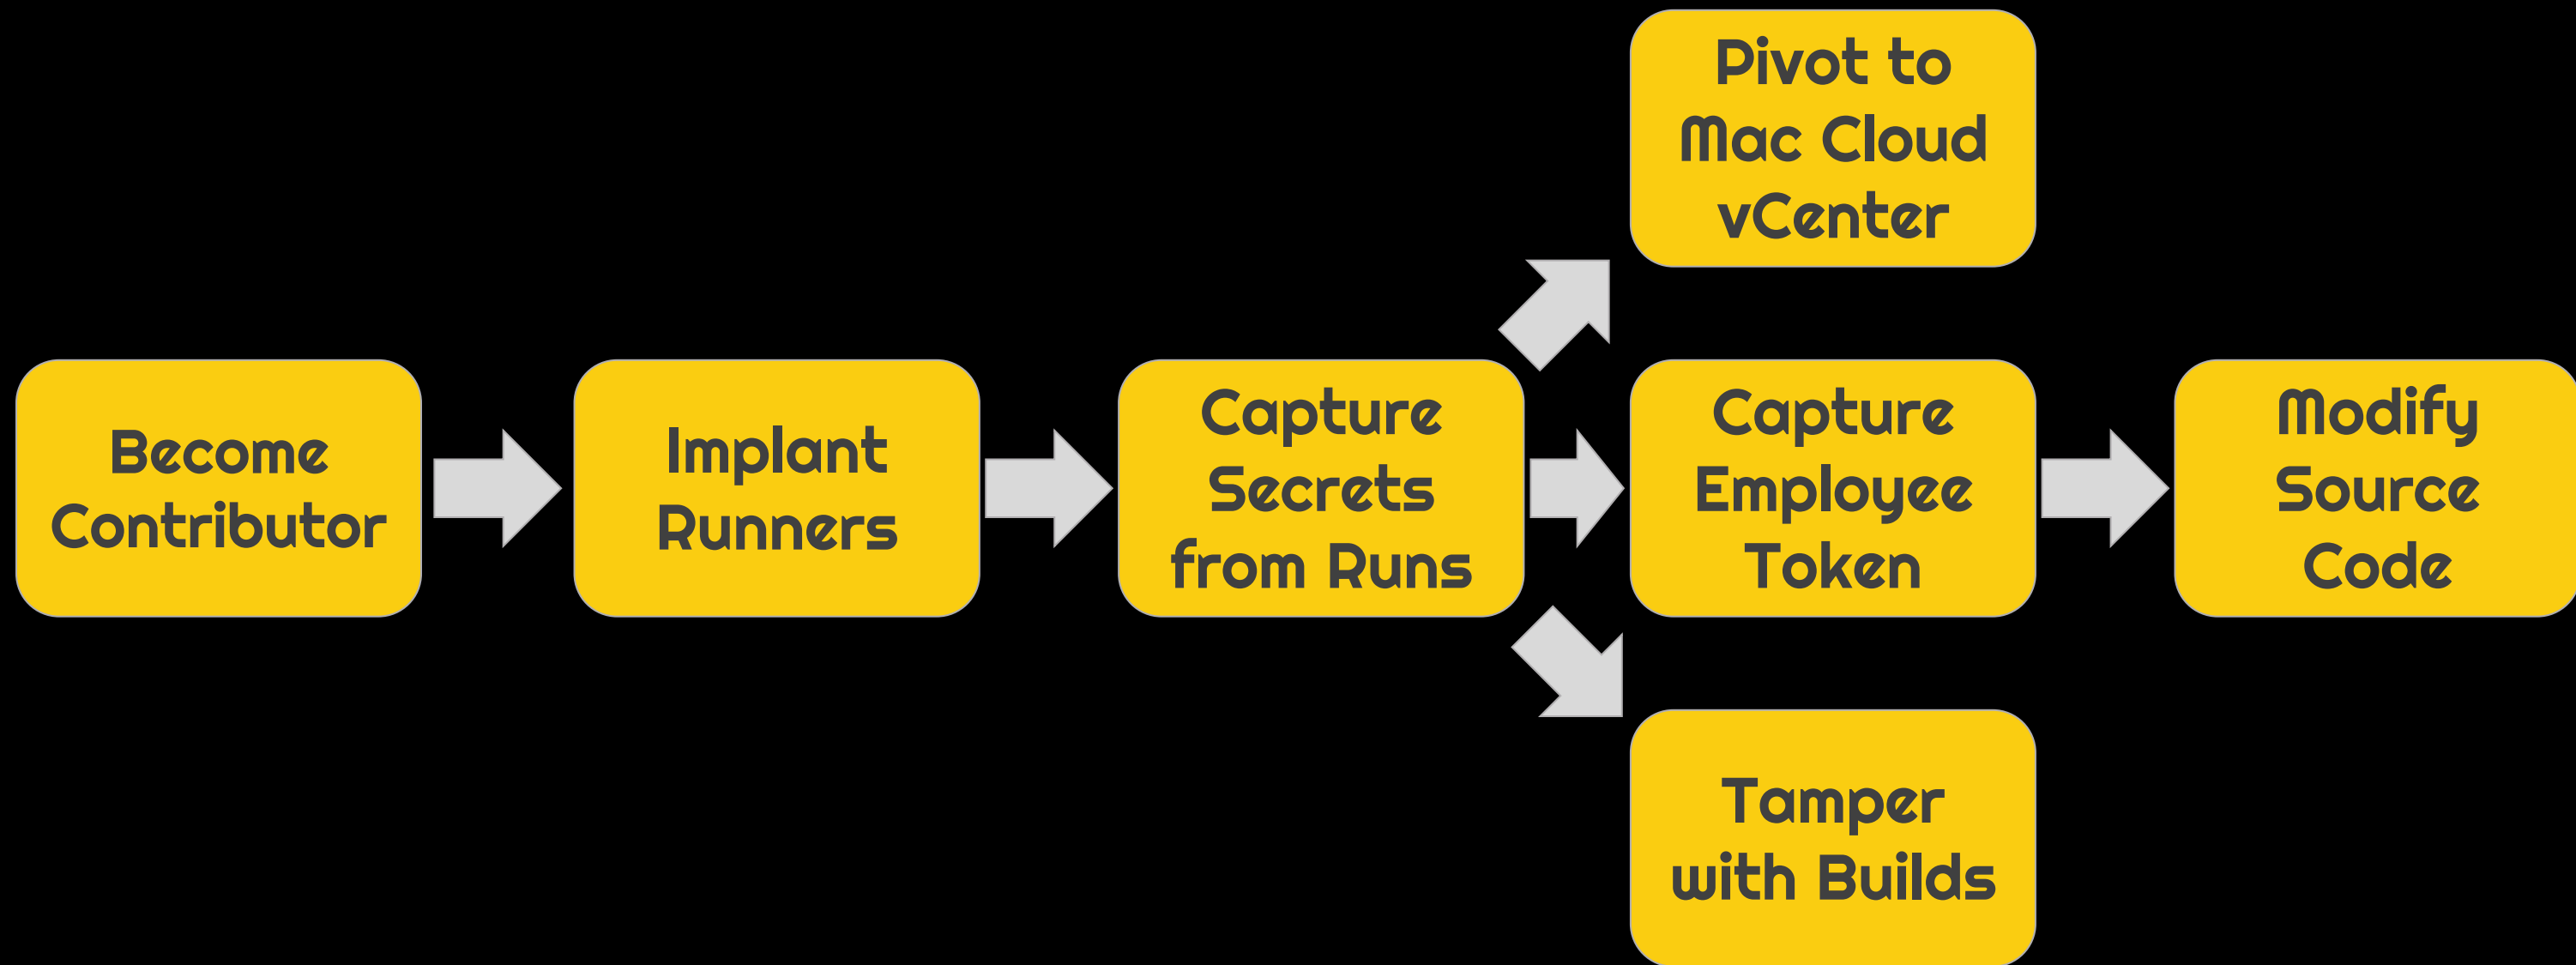 Become
Contributor
Implant
Runners
Capture
Secrets
from Runs
Pivot to
Mac Cloud
vCenter
Capture
Employee
Token
Tamper
with Builds
Modify
Source
Code